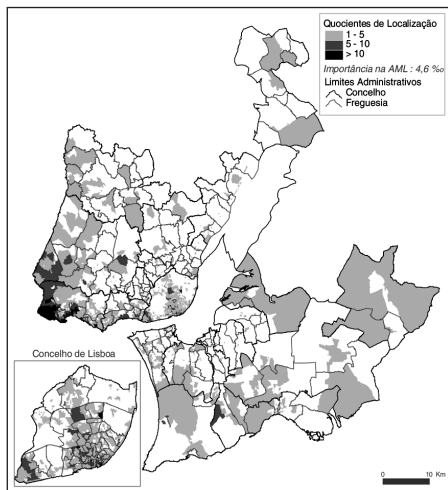 Quocientes de Localização
1 - 5
5 - 10
> 10
Importância na AML : 4,6 ‰
Limites Administrativos
Concelho
Freguesia
Concelho de Lisboa
0 10 Km